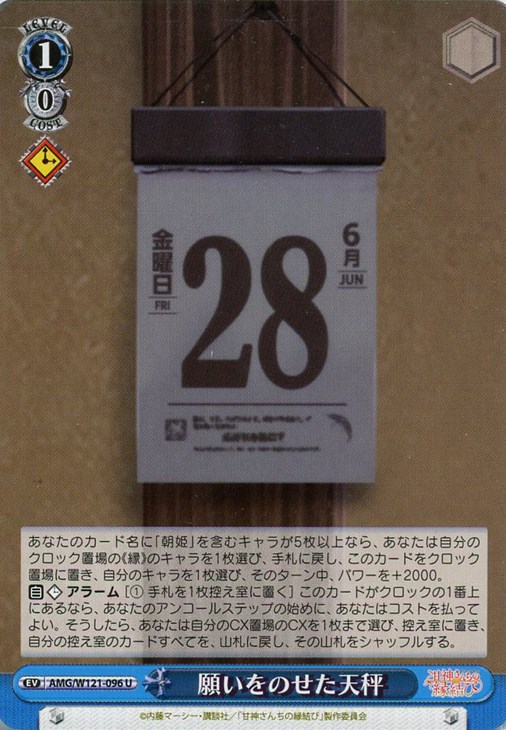 LEVEL
1
0
COST
金曜日
FRI
28
6月
JUN
あなたのカード名に「朝姫」を含むキャラが5枚以上なら、あなたは自分の
クロック置場の《縁》のキャラを1枚選び、手札に戻し、このカードをクロック
置場に置き、自分のキャラを1枚選び、そのターン中、パワーを＋2000。
自 アラーム ［① 手札を1枚控え室に置く］ このカードがクロックの1番上
にあるなら、あなたのアンコールステップの始めに、あなたはコストを払って
よい。そうしたら、あなたは自分のCX置場のCXを1枚まで選び、控え室に置き、
自分の控え室のカードすべてを、山札に戻し、その山札をシャッフルする。
EV AMG/W121-096 U 願いをのせた天秤 甘神さんちの縁結び
©内藤マーシー・講談社／「甘神さんちの縁結び」製作委員会